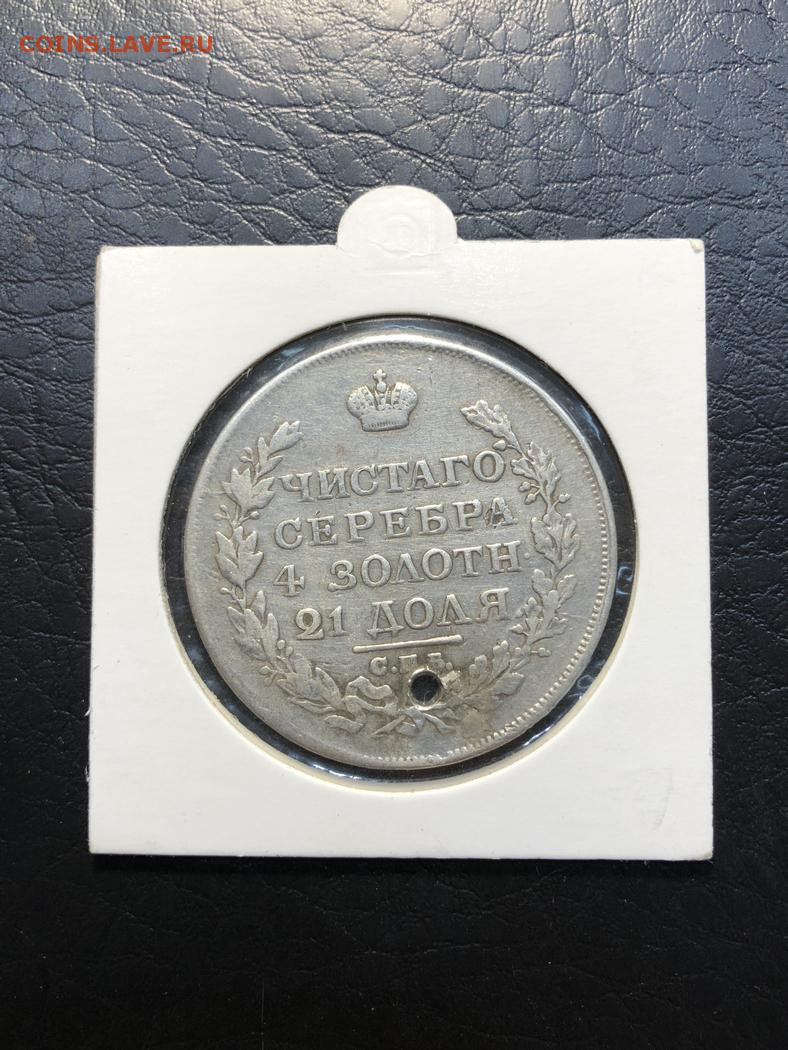 COINS.LAVE.RU
ЧИСТАГО
СЕРЕБРА
4 ЗОЛОТН
21 ДОЛЯ
С.П.Б.